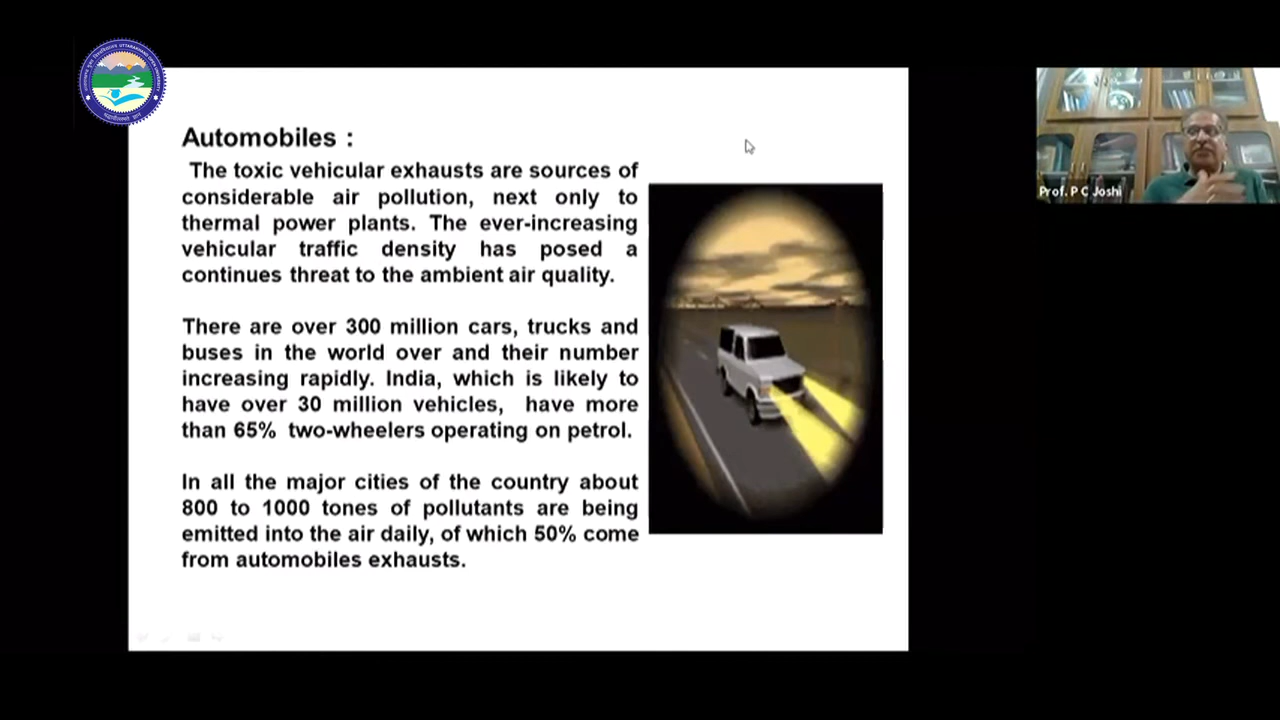 UTTARAKHAND OPEN UNIVERSITY
Automobiles :
The toxic vehicular exhausts are sources of
considerable air pollution, next only to
thermal power plants. The ever-increasing
vehicular traffic density has posed a
continues threat to the ambient air quality.
There are over 300 million cars, trucks and
buses in the world over and their number
increasing rapidly. India, which is likely to
have over 30 million vehicles, have more
than 65% two-wheelers operating on petrol.
In all the major cities of the country about
800 to 1000 tones of pollutants are being
emitted into the air daily, of which 50% come
from automobiles exhausts.
Prof. P C Joshi